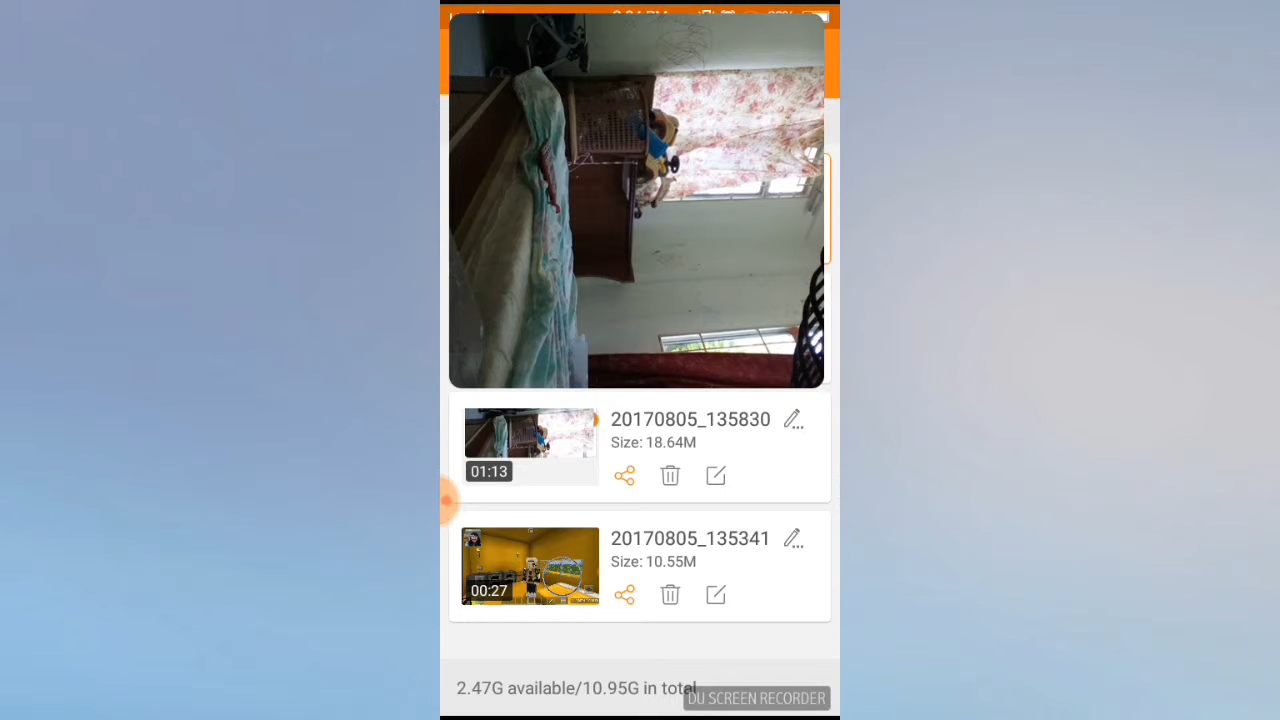 20170805_135830
Size: 18.64M
01:13
20170805_135341
Size: 10.55M
00:27
2.47G available/10.95G in total
DU SCREEN RECORDER